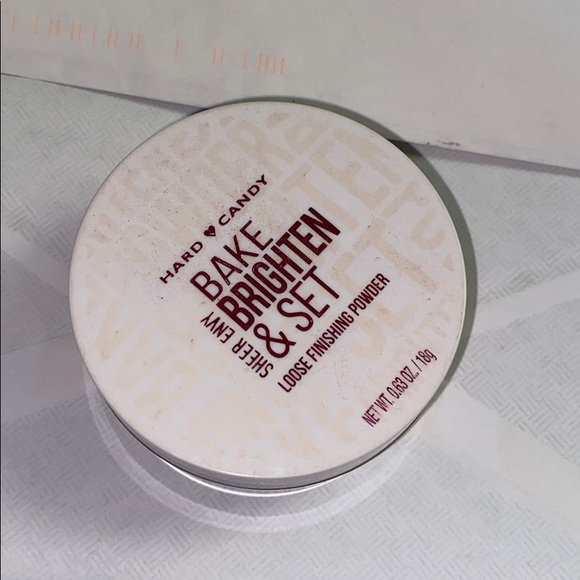 HARD CANDY
SHEER ENVY
BAKE
BRIGHTEN
& SET
LOOSE FINISHING POWDER
NET WT. 0.63 OZ. / 18g